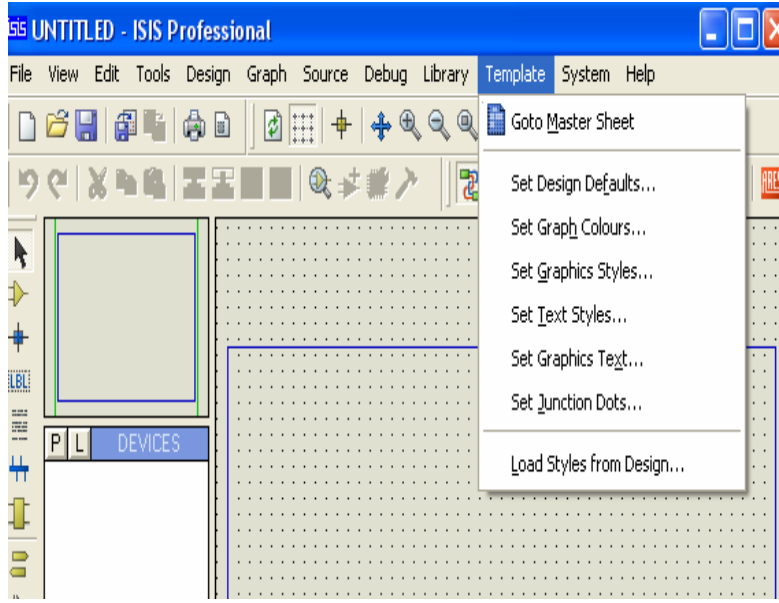 isis UNTITLED - ISIS Professional
File View Edit Tools Design Graph Source Debug Library Template System Help
Goto Master Sheet
Set Design Defaults...
Set Graph Colours...
Set Graphics Styles...
Set Text Styles...
Set Graphics Text...
Set Junction Dots...
Load Styles from Design...
ARES
LBL
P L DEVICES